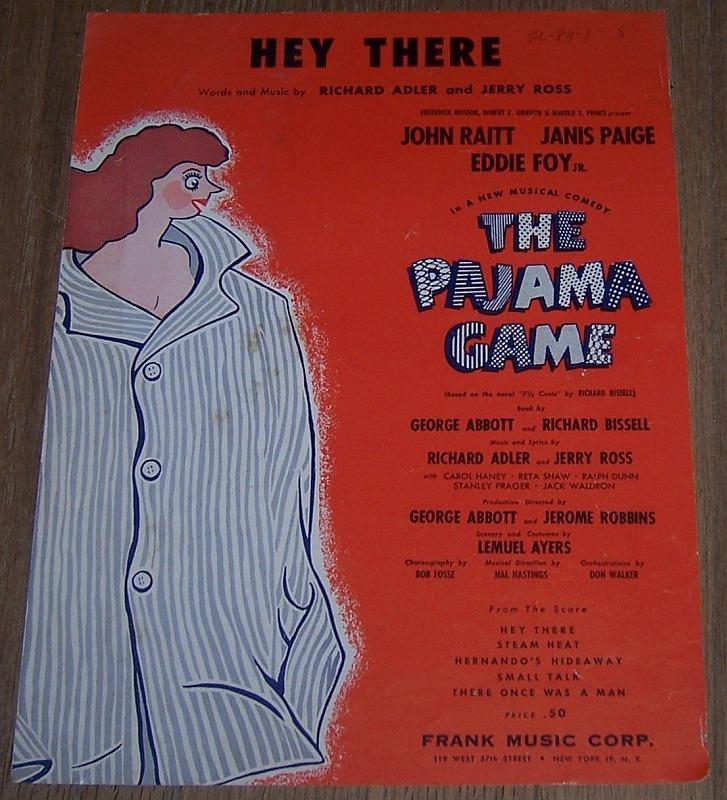 HEY THERE
Words and Music by RICHARD ADLER and JERRY ROSS
FREDERICK BRISSON, ROBERT E. GRIFFITH & HAROLD S. PRINCE present
JOHN RAITT JANIS PAIGE
EDDIE FOY JR.
in A NEW MUSICAL COMEDY
THE
PAJAMA
GAME
(Based on the novel "7½ Cents" by RICHARD BISSELL)
Book by
GEORGE ABBOTT and RICHARD BISSELL
Music and Lyrics by
RICHARD ADLER and JERRY ROSS
with CAROL HANEY · RETA SHAW · RALPH DUNN
STANLEY PRAGER · JACK WALDRON
Production Directed by
GEORGE ABBOTT and JEROME ROBBINS
Scenery and Costumes by
LEMUEL AYERS
Choreography by Musical Direction by Orchestrations by
BOB FOSSE HAL HASTINGS DON WALKER
From The Score
HEY THERE
STEAM HEAT
HERNANDO'S HIDEAWAY
SMALL TALK
THERE ONCE WAS A MAN
PRICE .50
FRANK MUSIC CORP.
119 WEST 57th STREET • NEW YORK 19, N. Y.